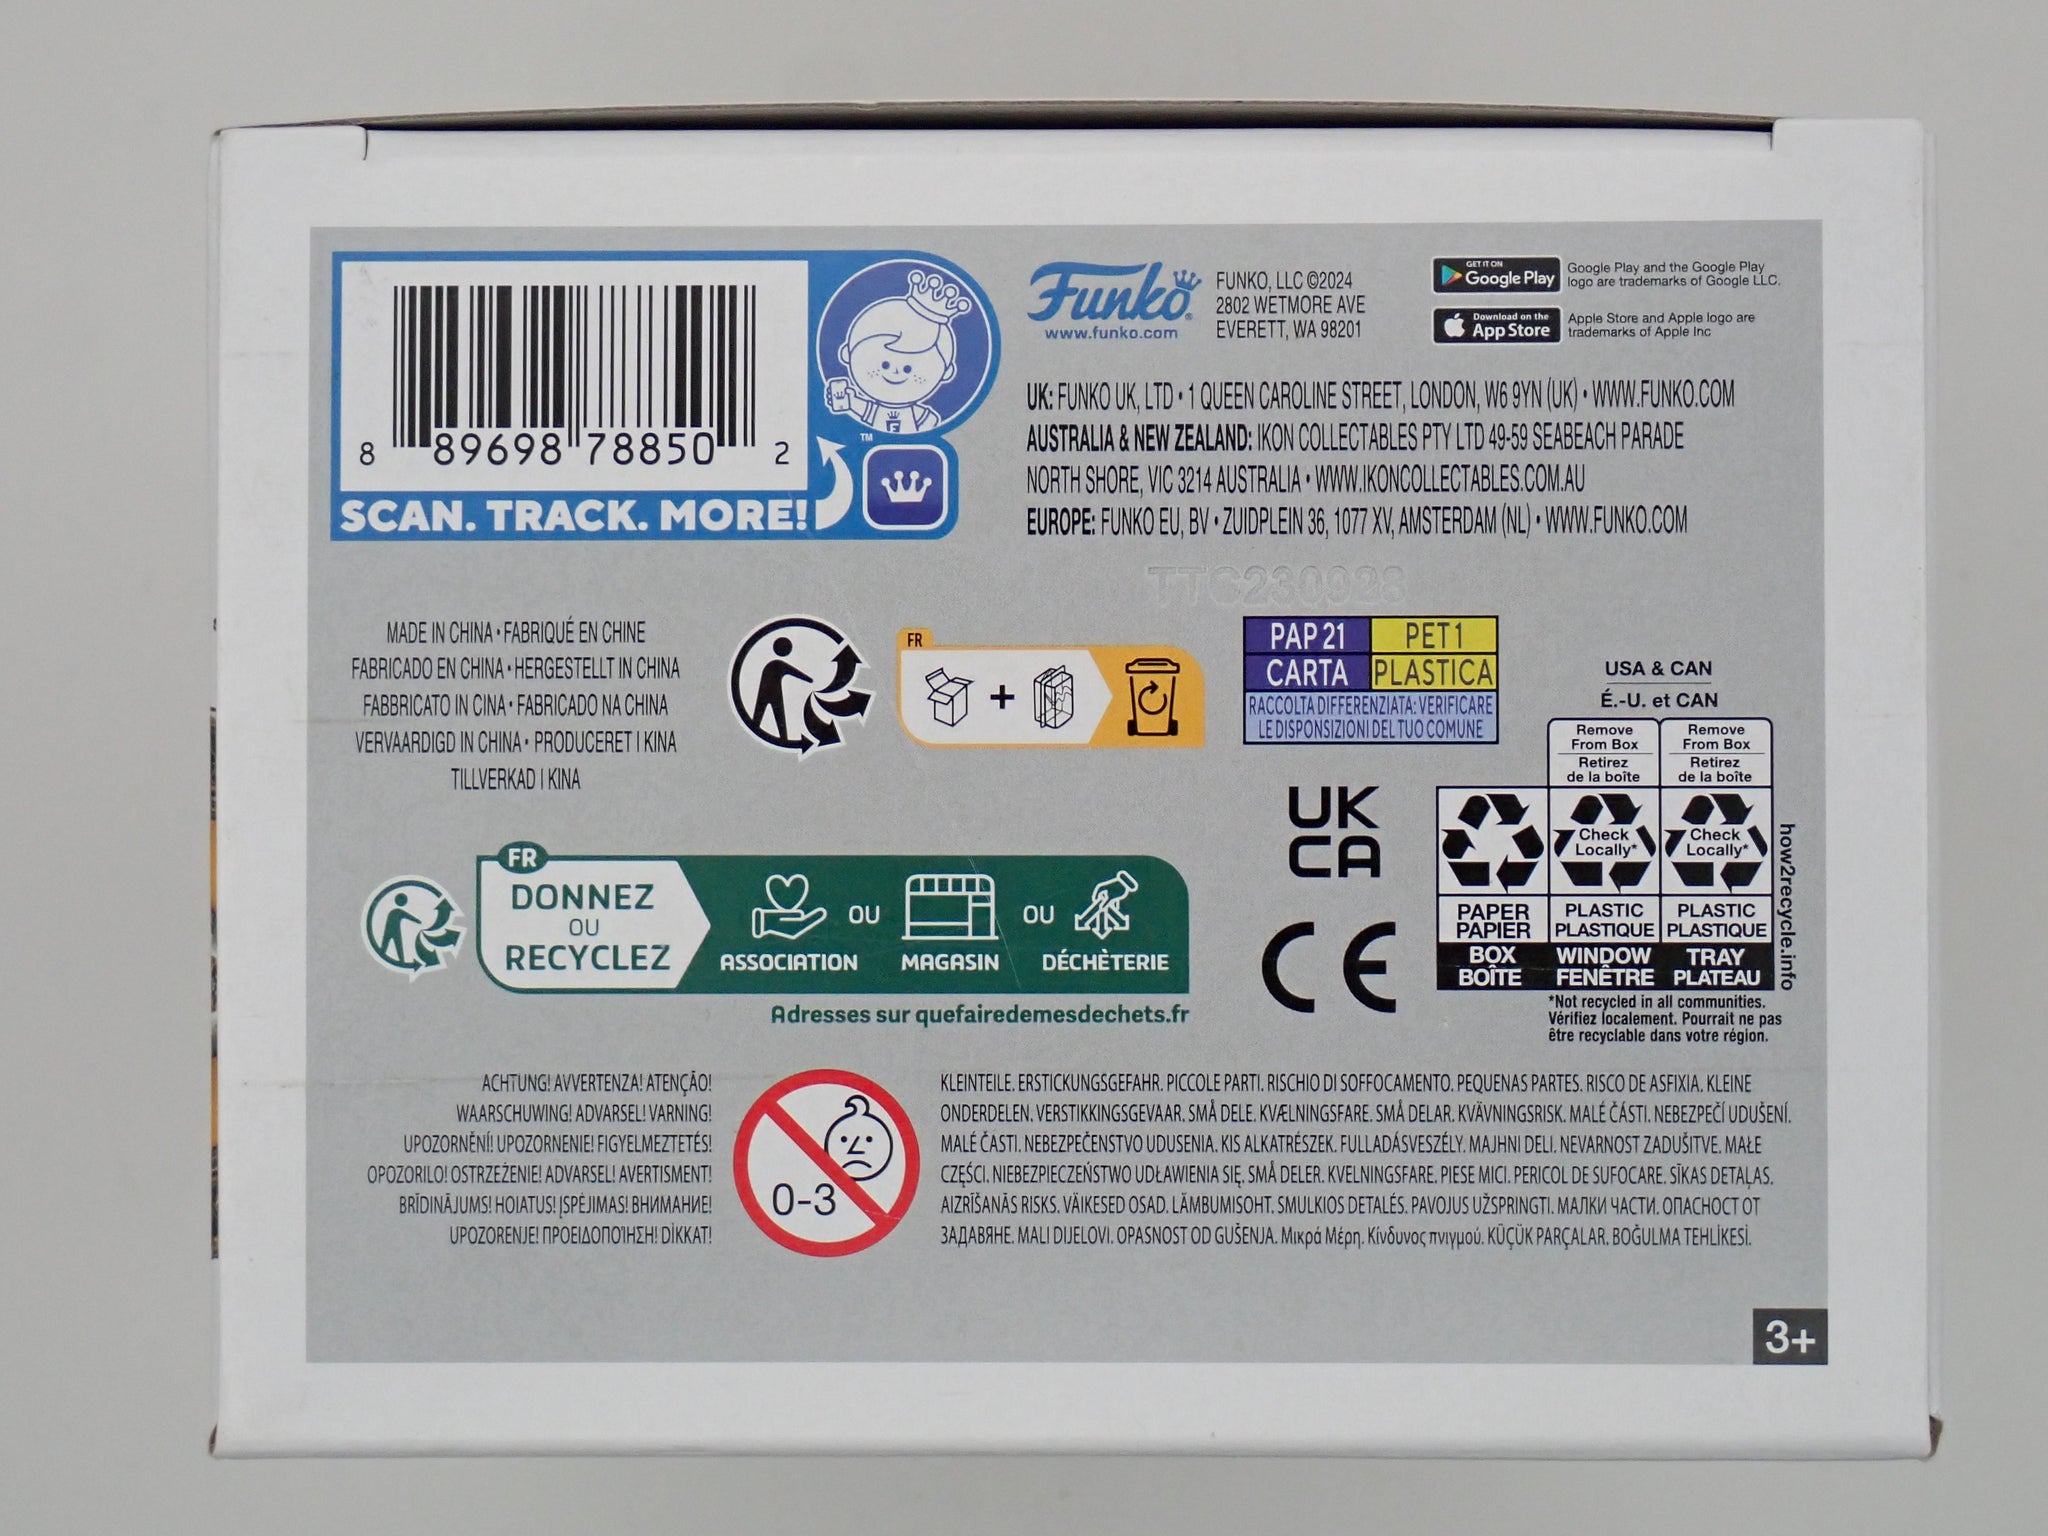 8 89698 78850 2
SCAN. TRACK. MORE!
™
Funko®
www.funko.com
FUNKO, LLC ©2024
2802 WETMORE AVE
EVERETT, WA 98201
GET IT ON
Google Play
Google Play and the Google Play
logo are trademarks of Google LLC.
Download on the
App Store
Apple Store and Apple logo are
trademarks of Apple Inc
UK: FUNKO UK, LTD • 1 QUEEN CAROLINE STREET, LONDON, W6 9YN (UK) • WWW.FUNKO.COM
AUSTRALIA & NEW ZEALAND: IKON COLLECTABLES PTY LTD 49-59 SEABEACH PARADE
NORTH SHORE, VIC 3214 AUSTRALIA • WWW.IKONCOLLECTABLES.COM.AU
EUROPE: FUNKO EU, BV • ZUIDPLEIN 36, 1077 XV, AMSTERDAM (NL) • WWW.FUNKO.COM
TTC230928
MADE IN CHINA • FABRIQUÉ EN CHINE
FABRICADO EN CHINA • HERGESTELLT IN CHINA
FABBRICATO IN CINA • FABRICADO NA CHINA
VERVAARDIGD IN CHINA • PRODUCERET I KINA
TILLVERKAD I KINA
FR
+
PAP 21
PET 1
CARTA
PLASTICA
RACCOLTA DIFFERENZIATA: VERIFICARE
LE DISPOSIZIONI DEL TUO COMUNE
USA & CAN
É.-U. et CAN
Remove
From Box
Retirez
de la boîte
Remove
From Box
Retirez
de la boîte
Check
Locally*
Check
Locally*
PAPER
PAPIER
PLASTIC
PLASTIQUE
PLASTIC
PLASTIQUE
BOX
BOÎTE
WINDOW
FENÊTRE
TRAY
PLATEAU
how2recycle.info
*Not recycled in all communities.
Vérifiez localement. Pourrait ne pas
être recyclable dans votre région.
UK
CA
CE
FR
DONNEZ
OU
RECYCLEZ
ASSOCIATION
OU
MAGASIN
OU
DÉCHÈTERIE
Adresses sur quefairedemesdechets.fr
ACHTUNG! AVVERTENZA! ATENÇÃO!
WAARSCHUWING! ADVARSEL! VARNING!
UPOZORNĚNÍ! UPOZORNENIE! FIGYELMEZTETÉS!
OPOZORILO! OSTRZEŻENIE! ADVARSEL! AVERTISMENT!
BRĪDINĀJUMS! HOIATUS! ĮSPĖJIMAS! ВНИМАНИЕ!
UPOZORENJE! ΠΡΟΕΙΔΟΠΟΊΗΣΗ! DİKKAT!
0-3
KLEINTEILE. ERSTICKUNGSGEFAHR. PICCOLE PARTI. RISCHIO DI SOFFOCAMENTO. PEQUENAS PARTES. RISCO DE ASFIXIA. KLEINE
ONDERDELEN. VERSTIKKINGSGEVAAR. SMÅ DELE. KVÆLNINGSFARE. SMÅ DELAR. KVÄVNINGSRISK. MALÉ ČÁSTI. NEBEZPEČÍ UDUŠENÍ.
MALÉ ČASTI. NEBEZPEČENSTVO UDUSENIA. KIS ALKATRÉSZEK. FULLADÁSVESZÉLY. MAJHNI DELI. NEVARNOST ZADUŠITVE. MAŁE
CZĘŚCI. NIEBEZPIECZEŃSTWO UDŁAWIENIA SIĘ. SMÅ DELER. KVELNINGSFARE. PIESE MICI. PERICOL DE SUFOCARE. SĪKAS DETAĻAS.
AIZRĪŠANĀS RISKS. VÄIKESED OSAD. LÄMBUMISOHT. SMULKIOS DETALĖS. PAVOJUS UŽSPRINGTI. МАЛКИ ЧАСТИ. ОПАСНОСТ ОТ
ЗАДАВЯНЕ. MALI DIJELOVI. OPASNOST OD GUŠENJA. Μικρά Μέρη. Κίνδυνος πνιγμού. KÜÇÜK PARÇALAR. BOĞULMA TEHLİKESİ.
3+